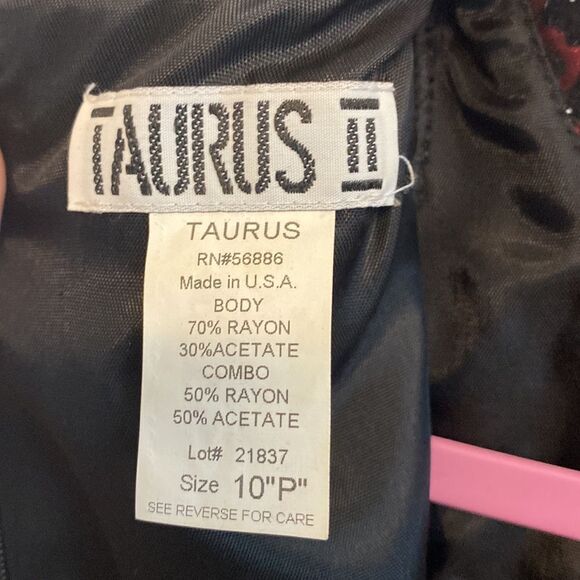 TAURUS II
TAURUS
RN#56886
Made in U.S.A.
BODY
70% RAYON
30%ACETATE
COMBO
50% RAYON
50% ACETATE
Lot# 21837
Size 10"P"
SEE REVERSE FOR CARE